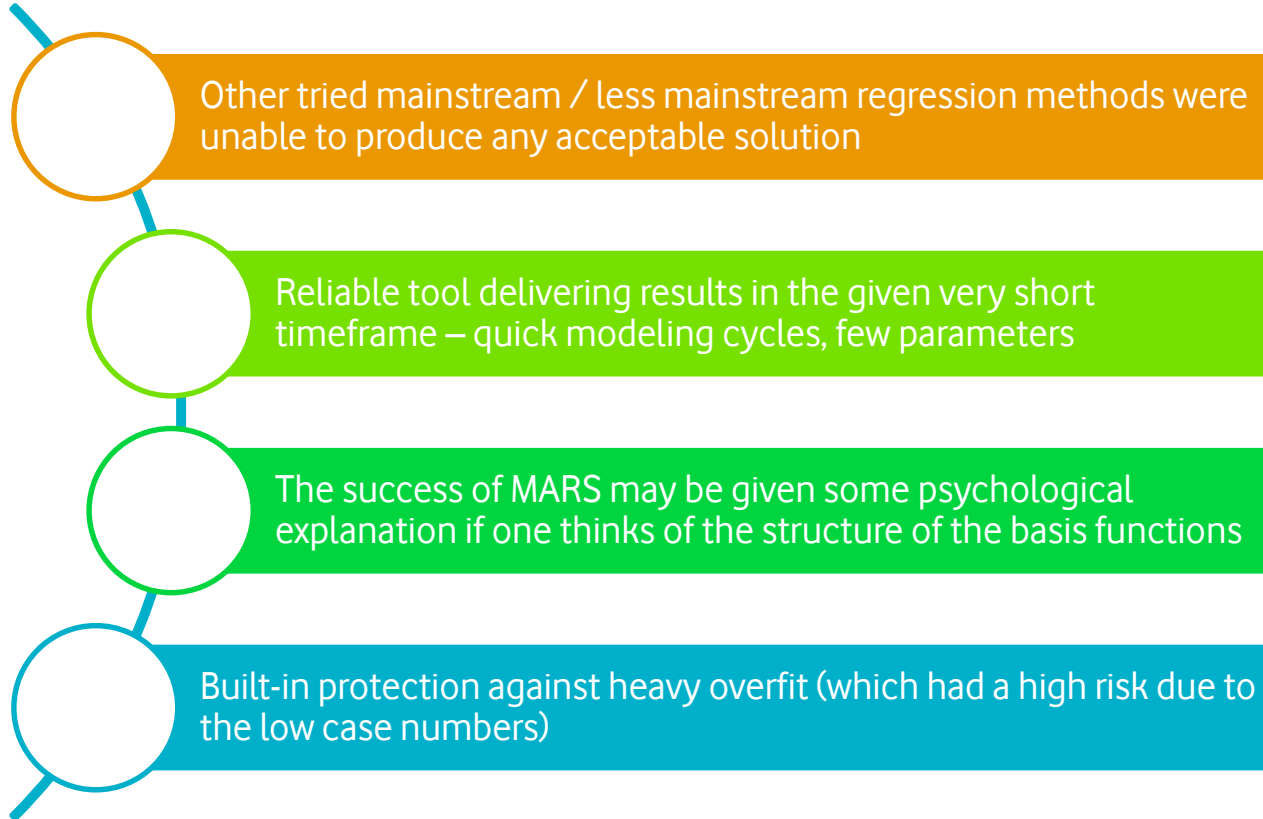 Other tried mainstream / less mainstream regression methods were
unable to produce any acceptable solution
Reliable tool delivering results in the given very short
timeframe – quick modeling cycles, few parameters
The success of MARS may be given some psychological
explanation if one thinks of the structure of the basis functions
Built-in protection against heavy overfit (which had a high risk due to
the low case numbers)